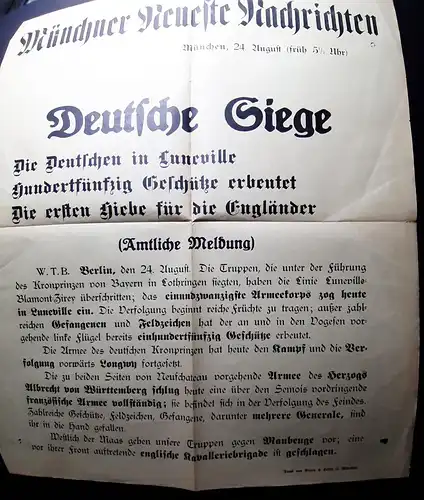 Münchner Neueste Nachrichten
München, 24. August (früh 5½ Uhr)
Deutsche Siege
Die Deutschen in Luneville
Hundertfünfzig Geschütze erbeutet
Die ersten Hiebe für die Engländer
(Amtliche Meldung)
W.T.B. Berlin, den 24. August. Die Truppen, die unter der Führung
des Kronprinzen von Bayern in Lothringen siegten, haben die Linie Luneville-
Blamont-Zirey überschritten; das einundzwanzigste Armeekorps zog heute
in Luneville ein. Die Verfolgung beginnt reiche Früchte zu tragen; außer zahl-
reichen Gefangenen und Feldzeichen hat der an und in den Vogesen vor-
gehende linke Flügel bereits einhundertfünfzig Geschütze erbeutet.
Die Armee des deutschen Kronprinzen hat heute den Kampf und die Ver-
folgung vorwärts Longwy fortgesetzt.
Die zu beiden Seiten von Neufchateau vorgehende Armee des Herzogs
Albrecht von Württemberg schlug heute eine über den Semois vordringende
französische Armee vollständig; sie befindet sich in der Verfolgung des Feindes.
Zahlreiche Geschütze, Feldzeichen, Gefangene, darunter mehrere Generale, sind
ihr in die Hand gefallen.
Westlich der Maas gehen unsere Truppen gegen Maubeuge vor; eine
vor ihrer Front auftretende englische Kavalleriebrigade ist geschlagen.
Druck von Knorr & Hirth in München.